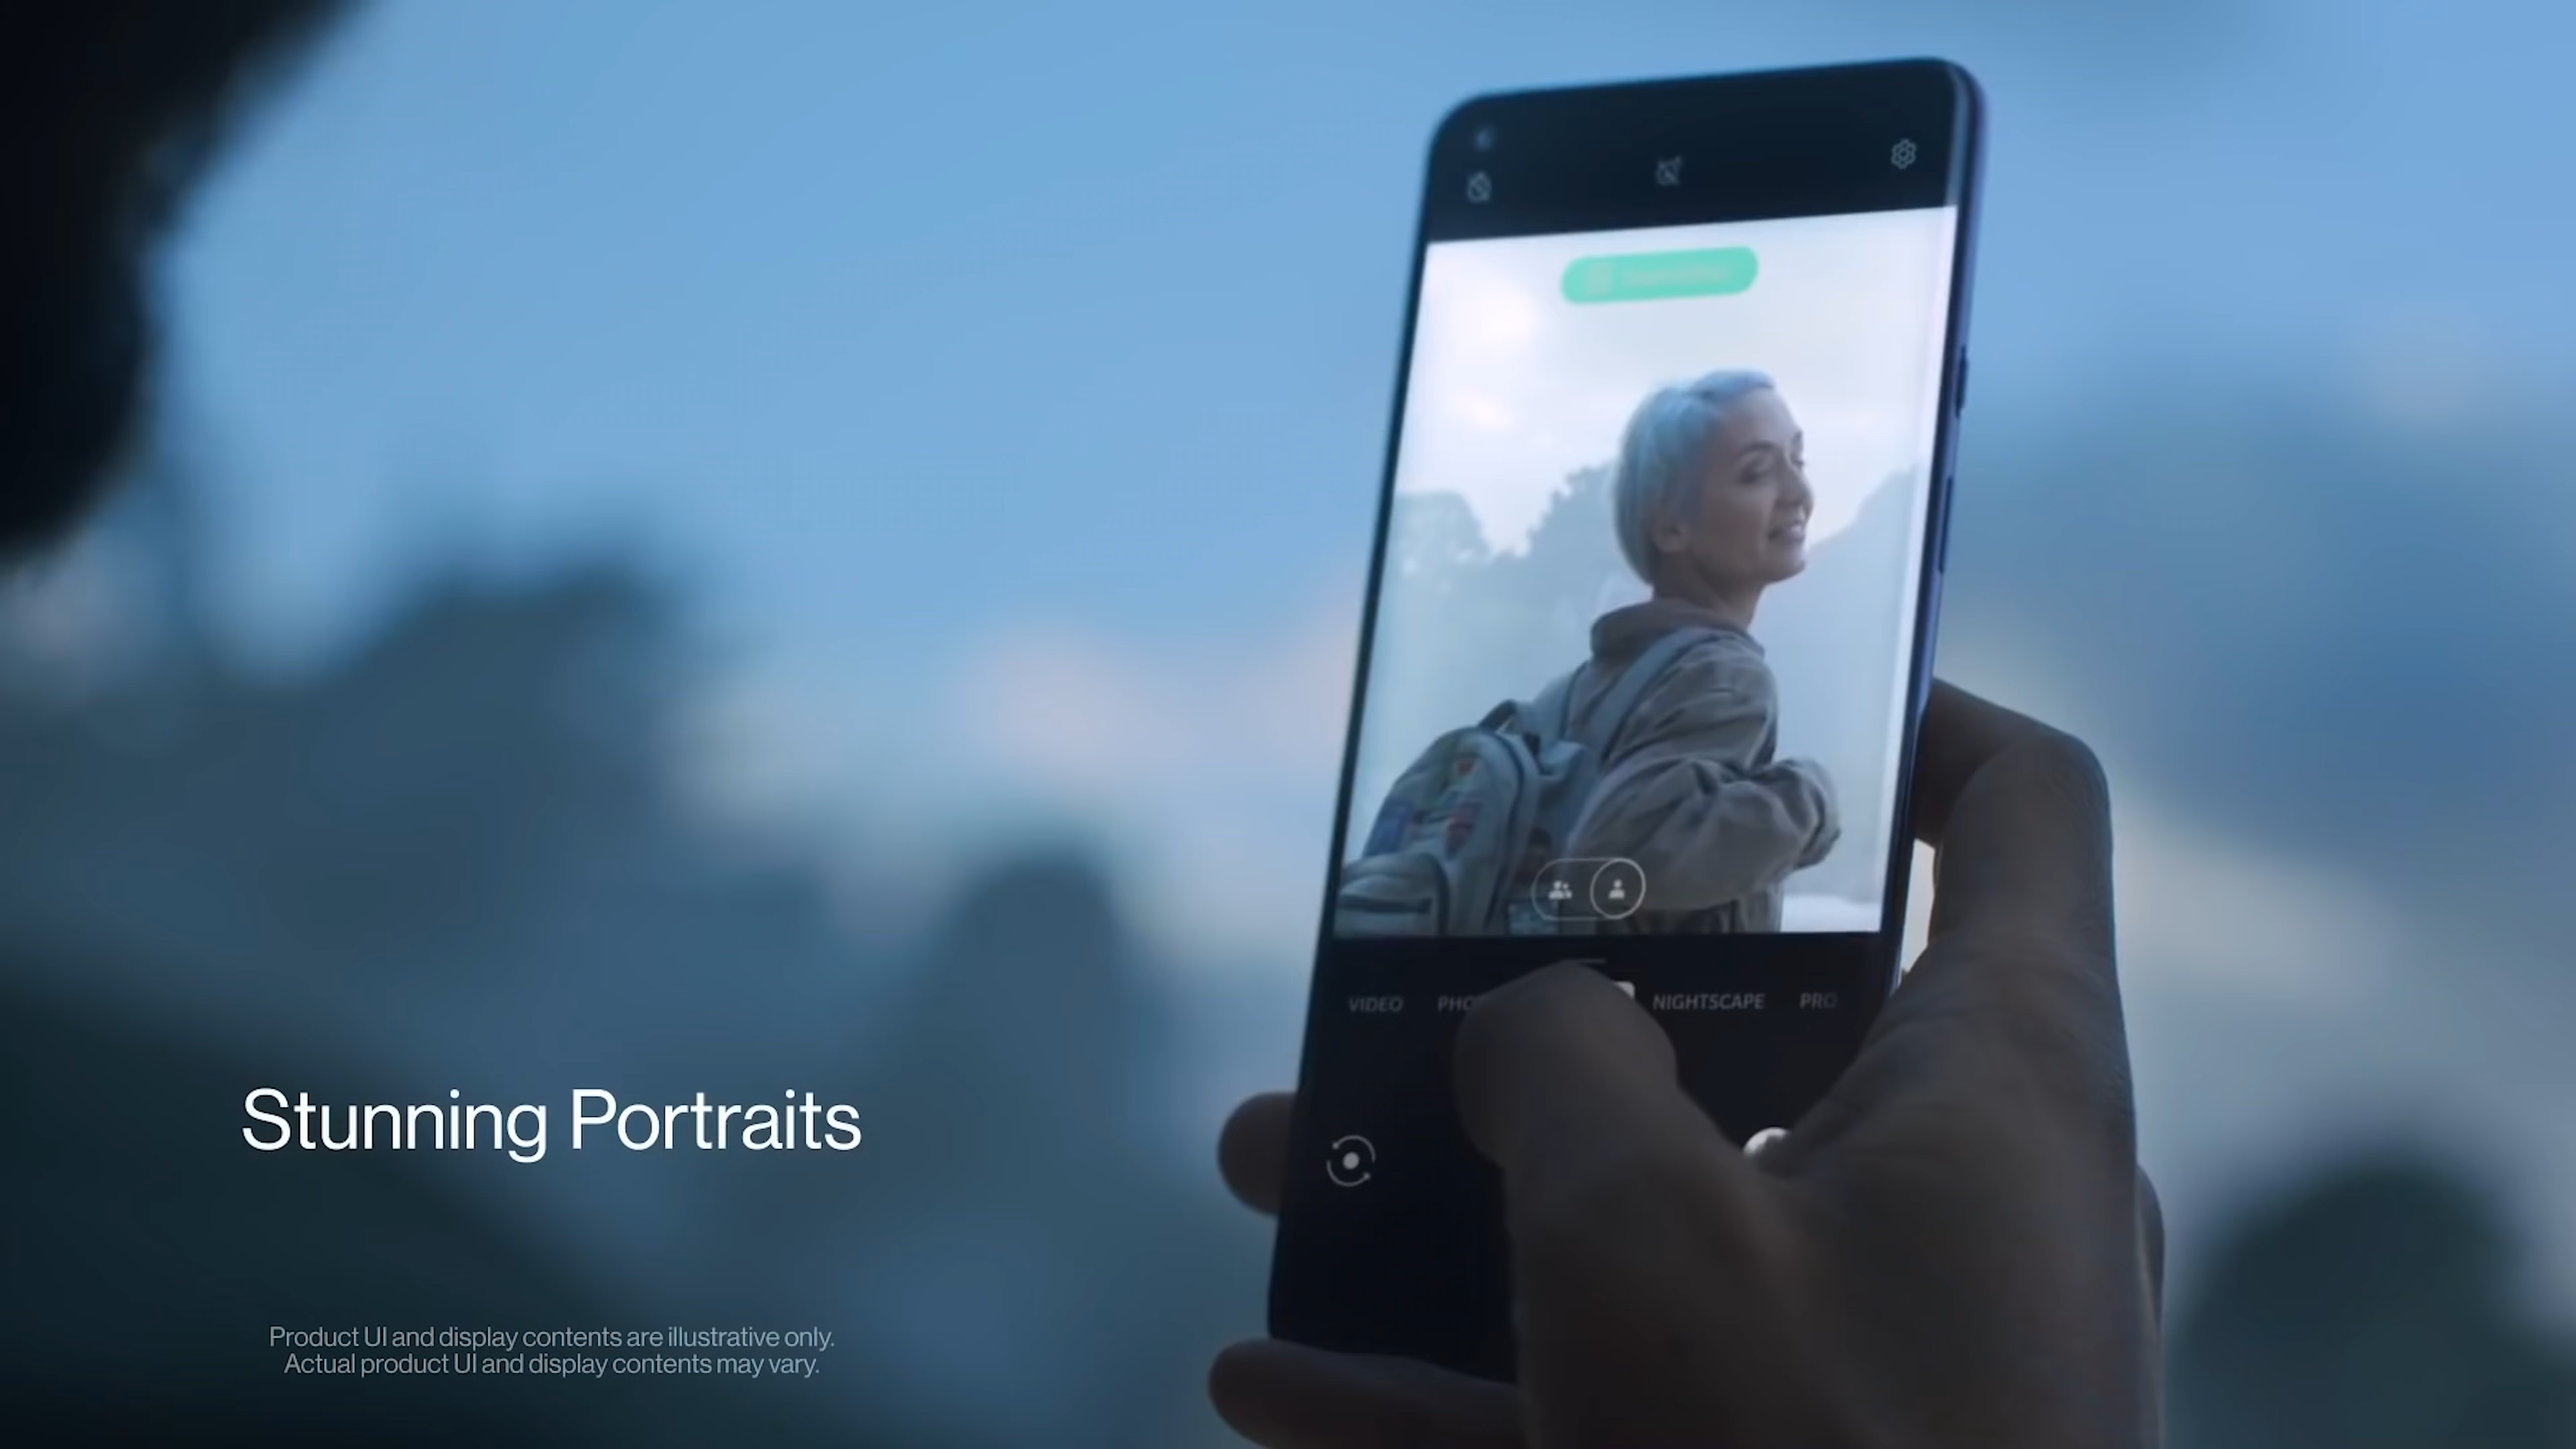 VIDEO
NIGHTSCAPE PRO
Stunning Portraits
Product UI and display contents are illustrative only.
Actual product UI and display contents may vary.